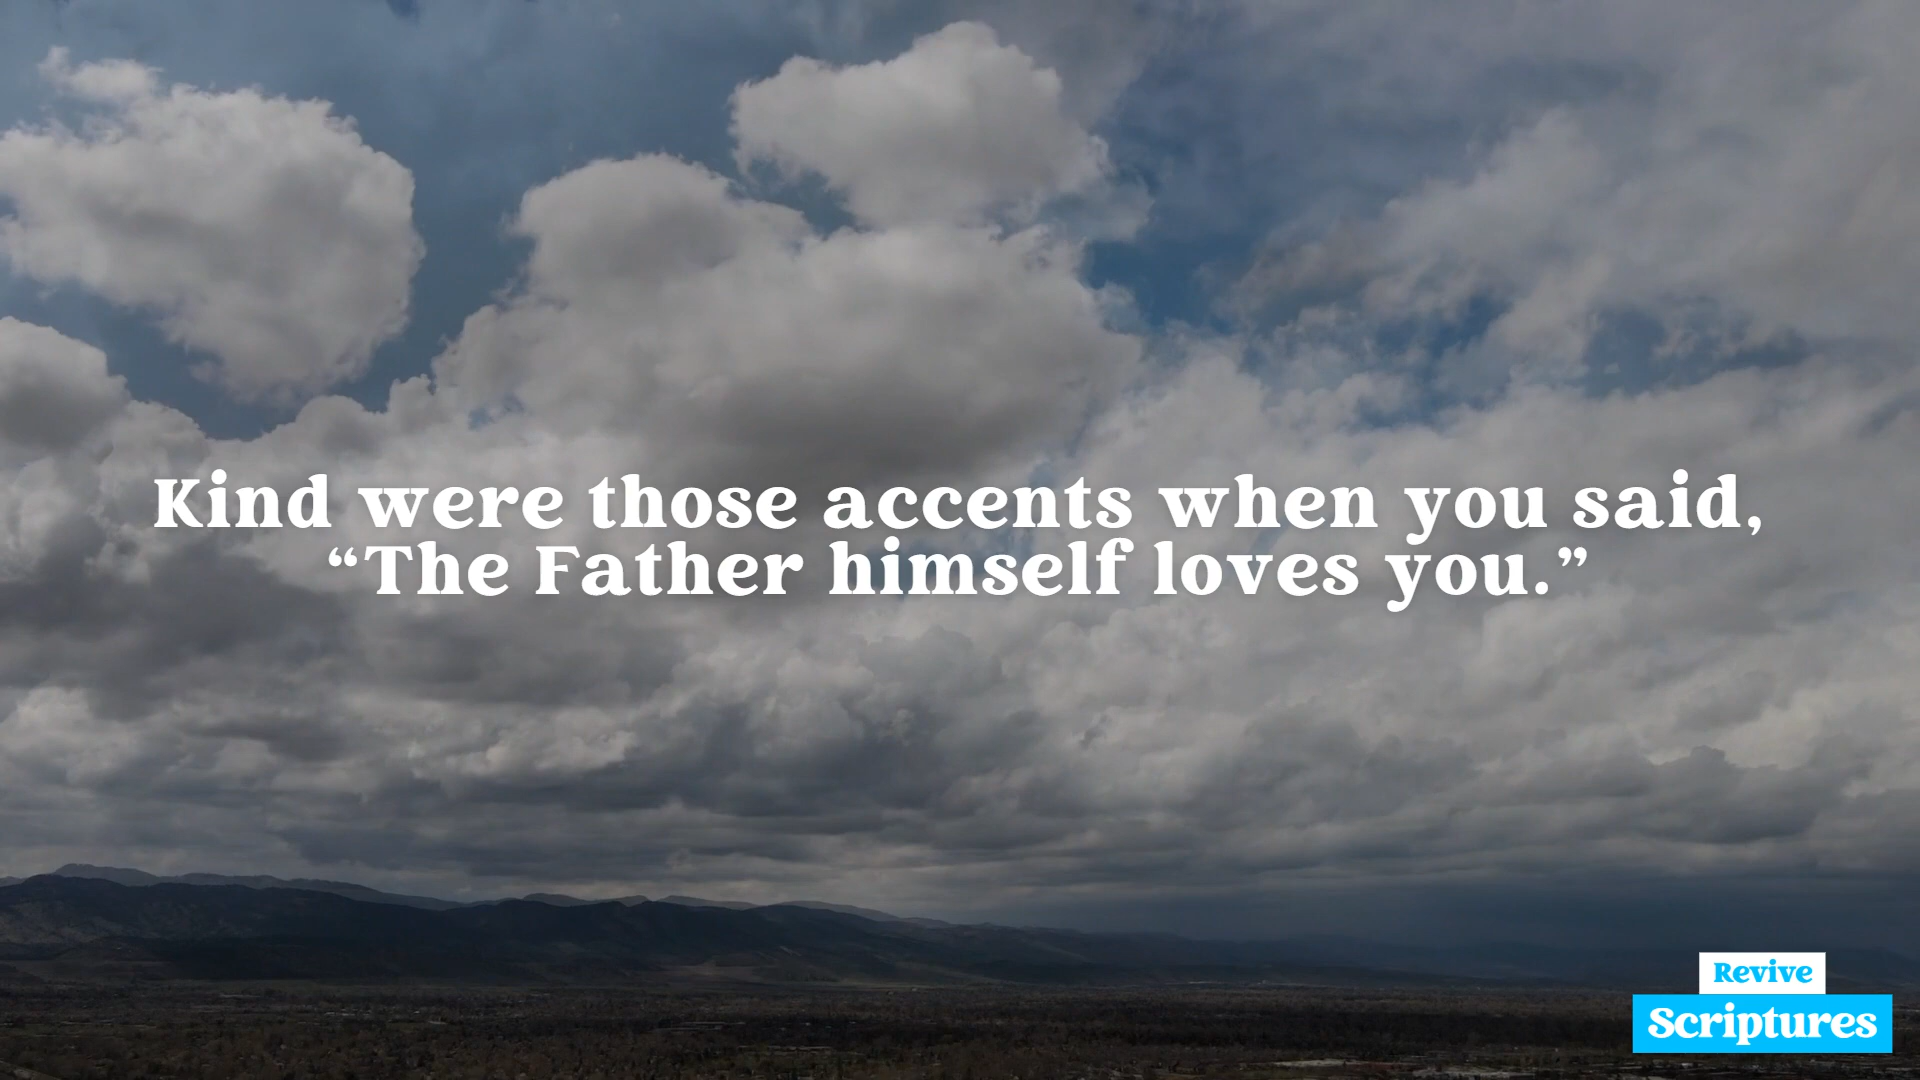 Kind were those accents when you said,
“The Father himself loves you.”
Revive
Scriptures